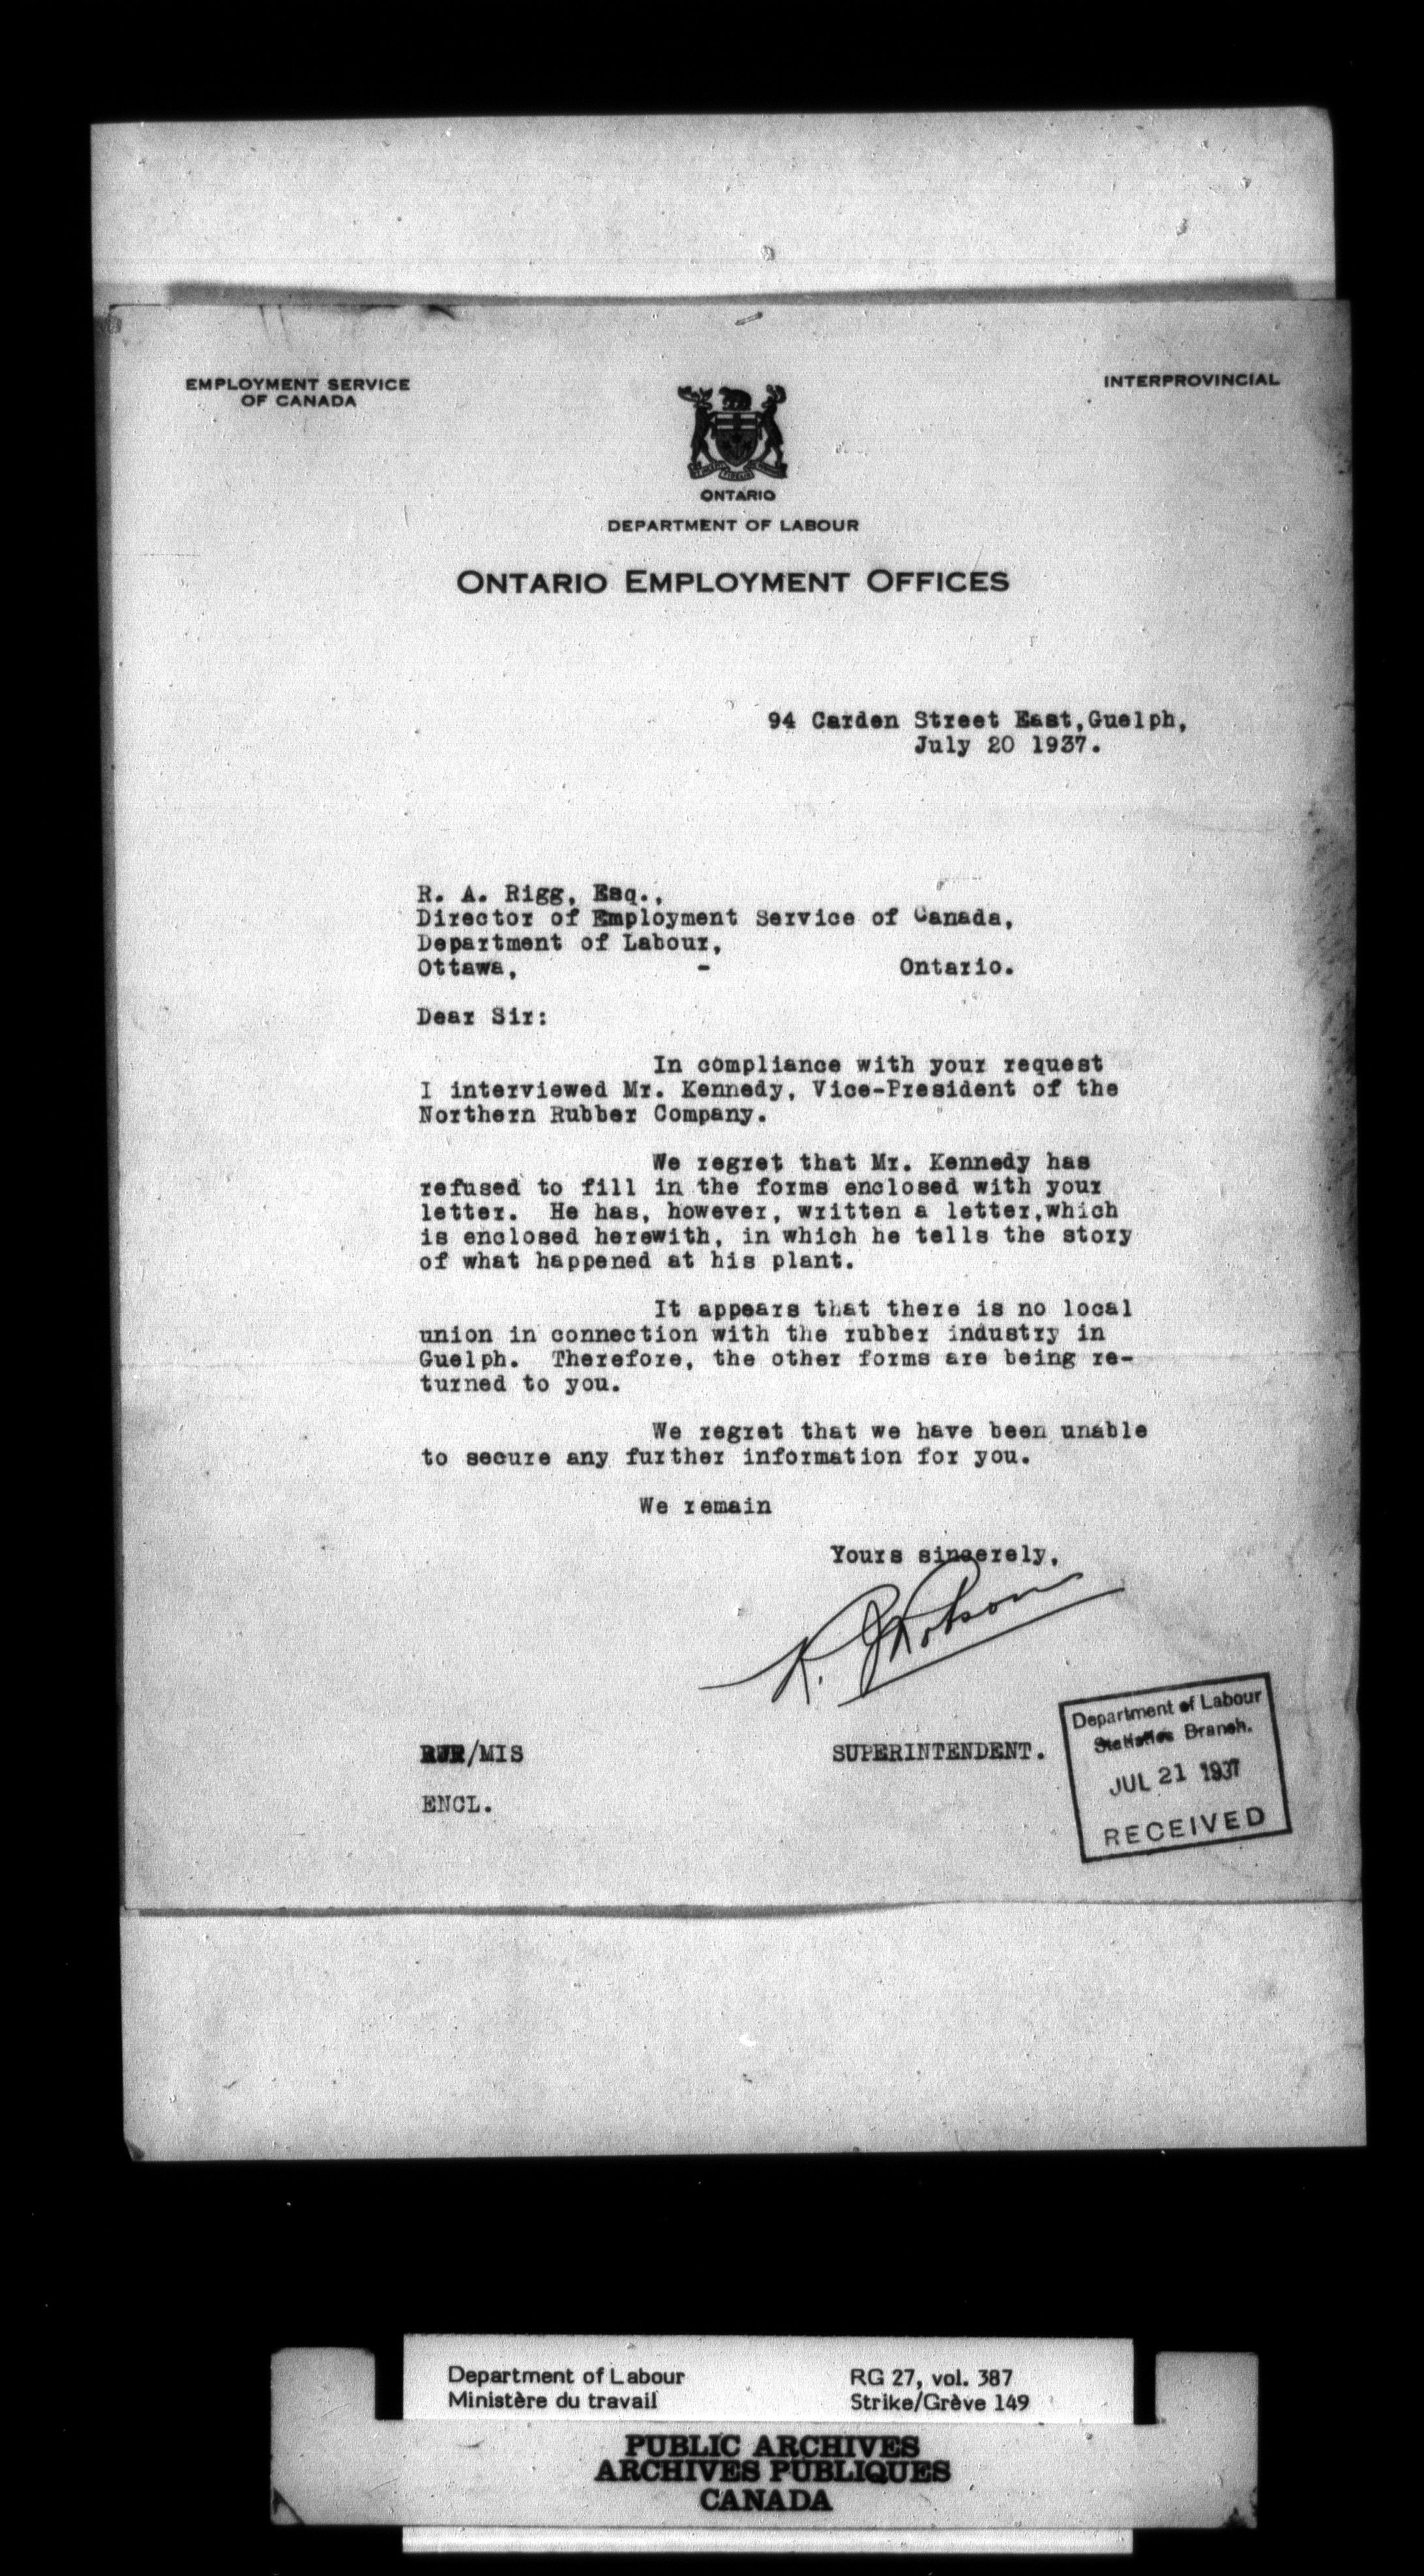 EMPLOYMENT SERVICE
OF CANADA
INTERPROVINCIAL
ONTARIO
DEPARTMENT OF LABOUR
ONTARIO EMPLOYMENT OFFICES
94 Carden Street East,Guelph,
July 20 1937.
R. A. Rigg, Esq.,
Director of Employment Service of Canada,
Department of Labour,
Ottawa, - Ontario.
Dear Sir:
In compliance with your request
I interviewed Mr. Kennedy, Vice-President of the
Northern Rubber Company.
We regret that Mr. Kennedy has
refused to fill in the forms enclosed with your
letter. He has, however, written a letter,which
is enclosed herewith, in which he tells the story
of what happened at his plant.
It appears that there is no local
union in connection with the rubber industry in
Guelph. Therefore, the other forms are being re-
turned to you.
We regret that we have been unable
to secure any further information for you.
We remain
Yours sincerely,
R. J. Robson
RJR/MIS
SUPERINTENDENT.
ENCL.
Department of Labour
Statistics Branch.
JUL 21 1937
RECEIVED
Department of Labour
Ministère du travail
RG 27, vol. 387
Strike/Grève 149
PUBLIC ARCHIVES
ARCHIVES PUBLIQUES
CANADA